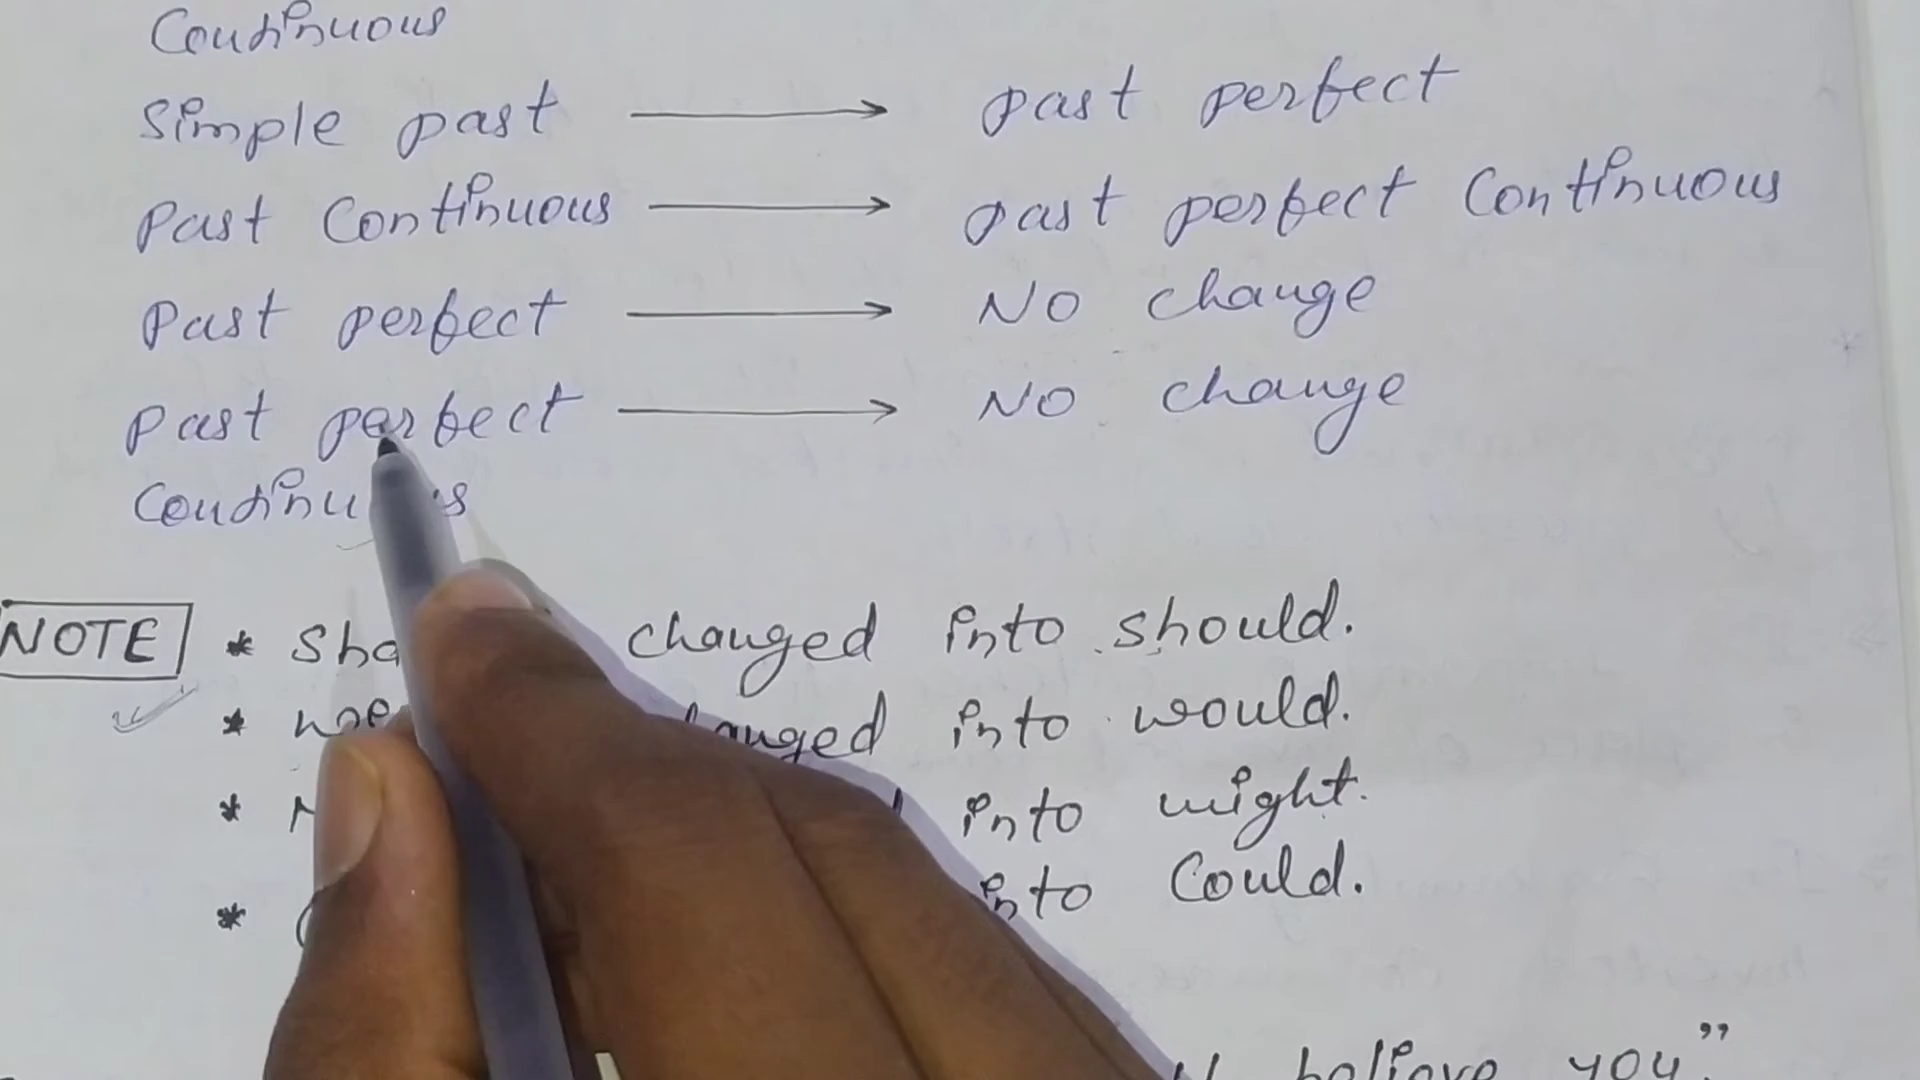 Continuous
Simple past → past perfect
Past Continuous → past perfect Continuous
Past perfect → No change
Past perfect → No change
Continuous
NOTE * changed into should.
* changed into would.
* into might.
* into Could.
believe you."